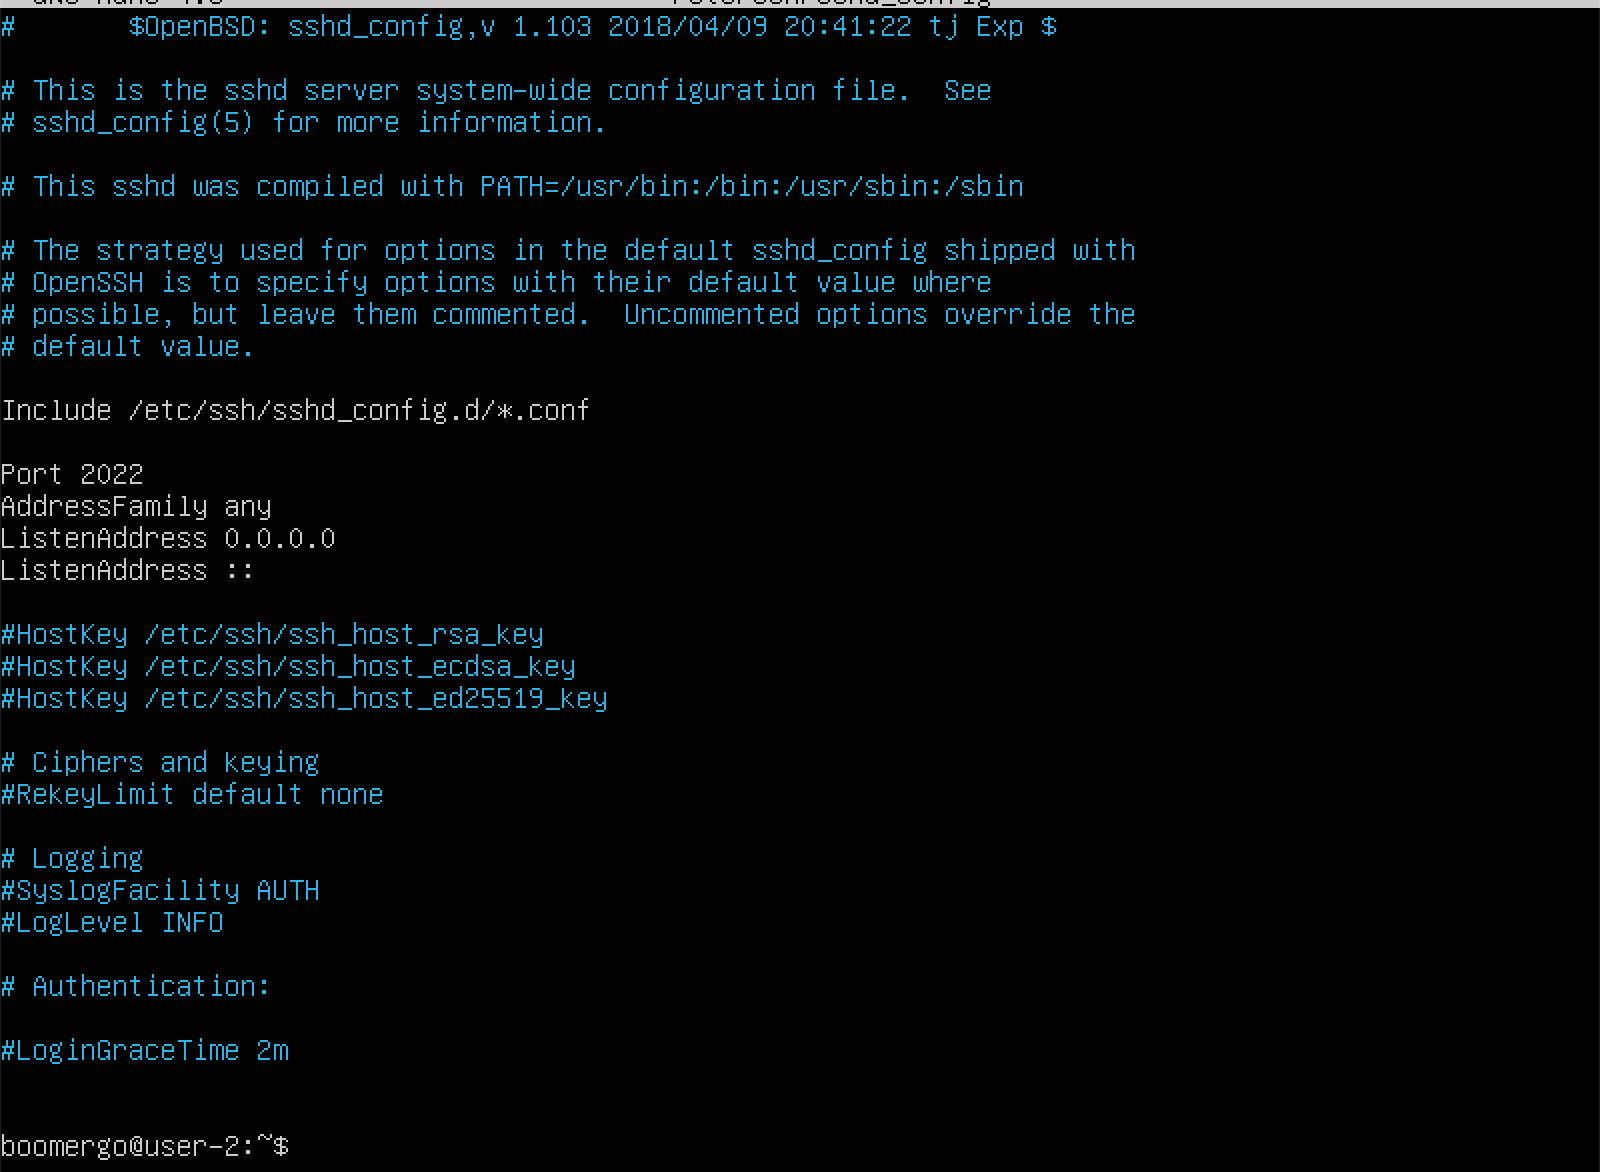 #       $OpenBSD: sshd_config,v 1.103 2018/04/09 20:41:22 tj Exp $
# This is the sshd server system-wide configuration file.  See
# sshd_config(5) for more information.
# This sshd was compiled with PATH=/usr/bin:/bin:/usr/sbin:/sbin
# The strategy used for options in the default sshd_config shipped with
# OpenSSH is to specify options with their default value where
# possible, but leave them commented.  Uncommented options override the
# default value.
Include /etc/ssh/sshd_config.d/*.conf
Port 2022
AddressFamily any
ListenAddress 0.0.0.0
ListenAddress ::
#HostKey /etc/ssh/ssh_host_rsa_key
#HostKey /etc/ssh/ssh_host_ecdsa_key
#HostKey /etc/ssh/ssh_host_ed25519_key
# Ciphers and keying
#RekeyLimit default none
# Logging
#SyslogFacility AUTH
#LogLevel INFO
# Authentication:
#LoginGraceTime 2m
boomergo@user-2:~$